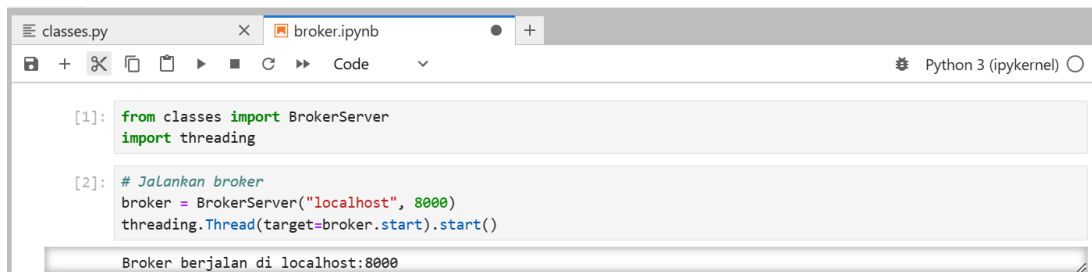 classes.py
broker.ipynb
Code
Python 3 (ipykernel)
[1]: from classes import BrokerServer
import threading
[2]: # Jalankan broker
broker = BrokerServer("localhost", 8000)
threading.Thread(target=broker.start).start()
Broker berjalan di localhost:8000